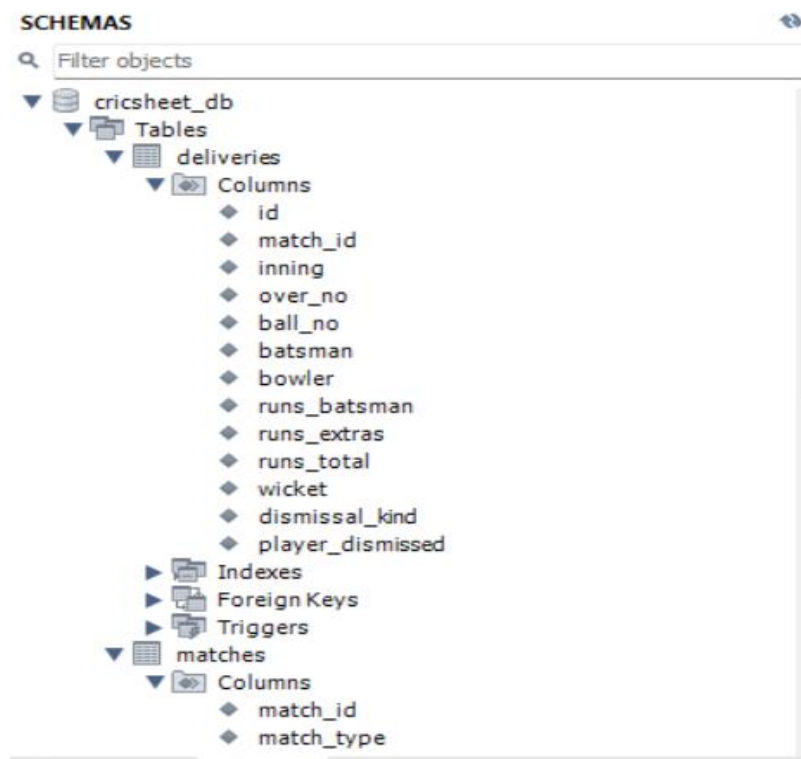 SCHEMAS
Filter objects
cricsheet_db
Tables
deliveries
Columns
id
match_id
inning
over_no
ball_no
batsman
bowler
runs_batsman
runs_extras
runs_total
wicket
dismissal_kind
player_dismissed
Indexes
Foreign Keys
Triggers
matches
Columns
match_id
match_type